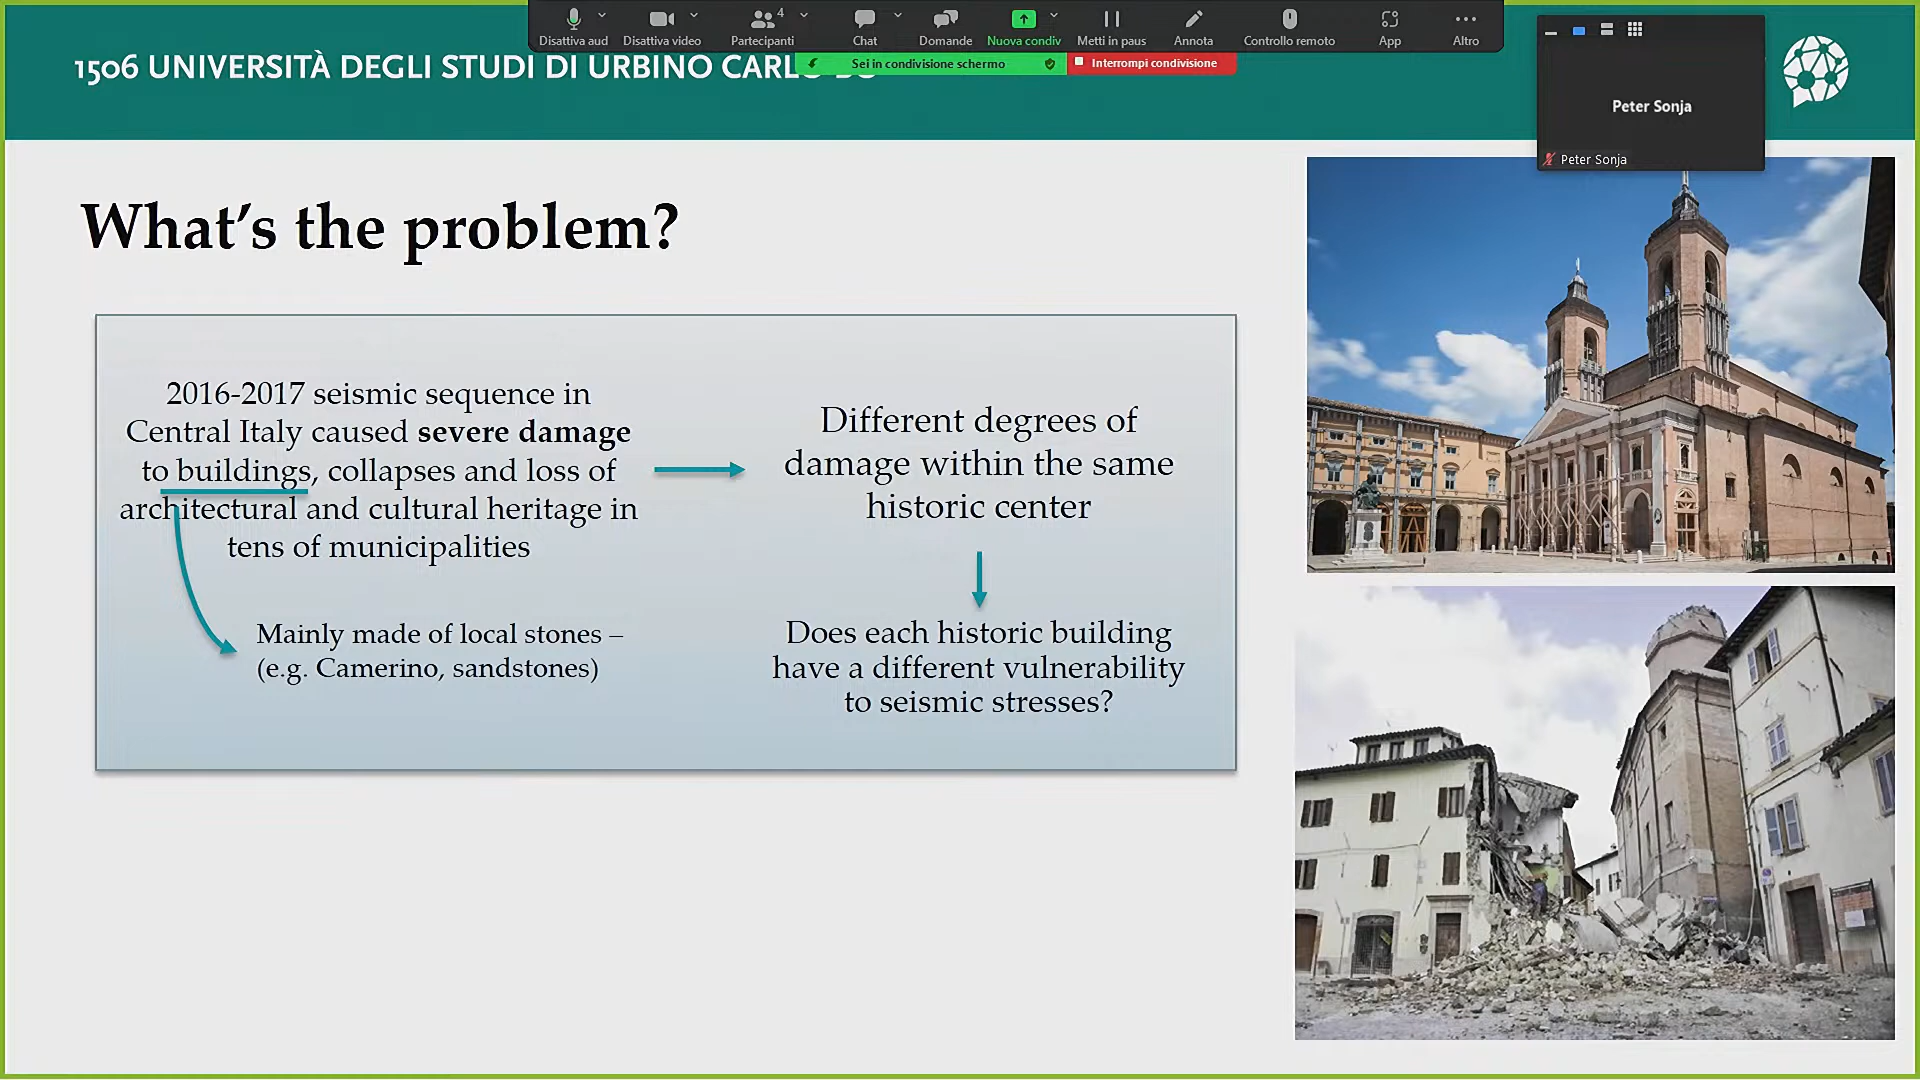 Disattiva aud
Disattiva video
4
Partecipanti
Chat
Domande
Nuova condiv
Metti in paus
Annota
Controllo remoto
App
Altro
1506 UNIVERSITÀ DEGLI STUDI DI URBINO CARLO BO
Sei in condivisione schermo
Interrompi condivisione
Peter Sonja
Peter Sonja
What's the problem?
2016-2017 seismic sequence in
Central Italy caused severe damage
to buildings, collapses and loss of
architectural and cultural heritage in
tens of municipalities
Mainly made of local stones –
(e.g. Camerino, sandstones)
Different degrees of
damage within the same
historic center
Does each historic building
have a different vulnerability
to seismic stresses?